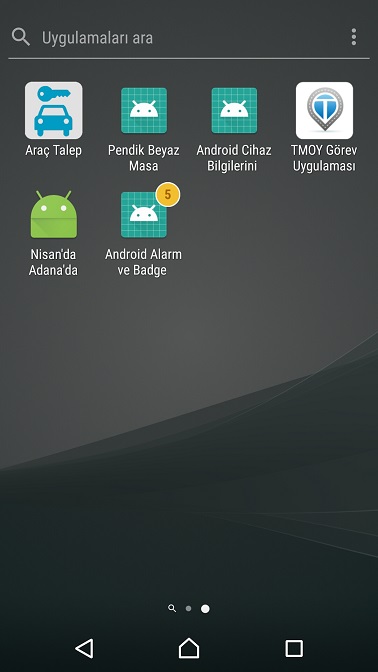 Uygulamaları ara
Araç Talep
Pendik Beyaz
Masa
Android Cihaz
Bilgilerini
T
TMOY Görev
Uygulaması
Nisan'da
Adana'da
5
Android Alarm
ve Badge